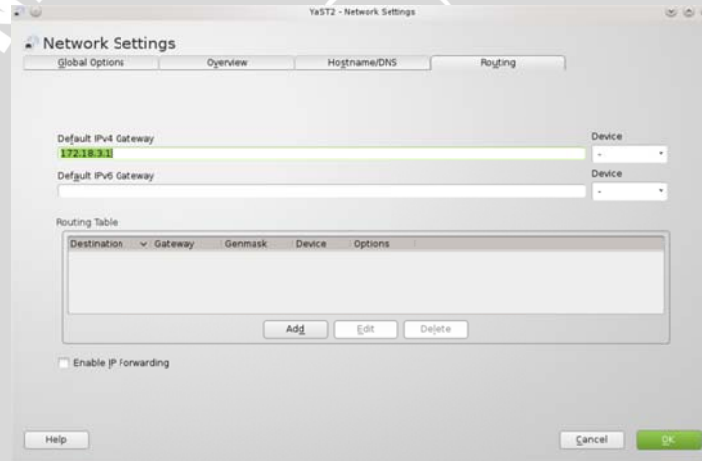 YaST2 - Network Settings
Network Settings
Global Options
Overview
Hostname/DNS
Routing
Default IPv4 Gateway
Device
172.18.3.1
-
Default IPv6 Gateway
Device
-
Routing Table
Destination Gateway Genmask Device Options
Add Edit Delete
Enable IP Forwarding
Help Cancel OK